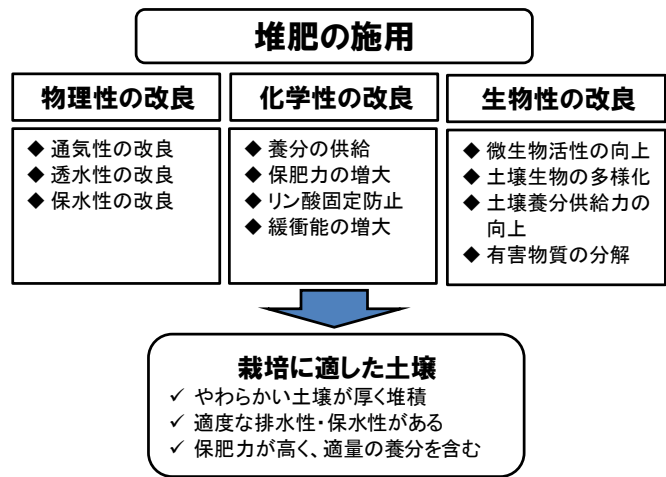 堆肥の施用
物理性の改良
◆ 通気性の改良
◆ 透水性の改良
◆ 保水性の改良
化学性の改良
◆ 養分の供給
◆ 保肥力の増大
◆ リン酸固定防止
◆ 緩衝能の増大
生物性の改良
◆ 微生物活性の向上
◆ 土壌生物の多様化
◆ 土壌養分供給力の
向上
◆ 有害物質の分解
栽培に適した土壌
✓ やわらかい土壌が厚く堆積
✓ 適度な排水性・保水性がある
✓ 保肥力が高く、適量の養分を含む